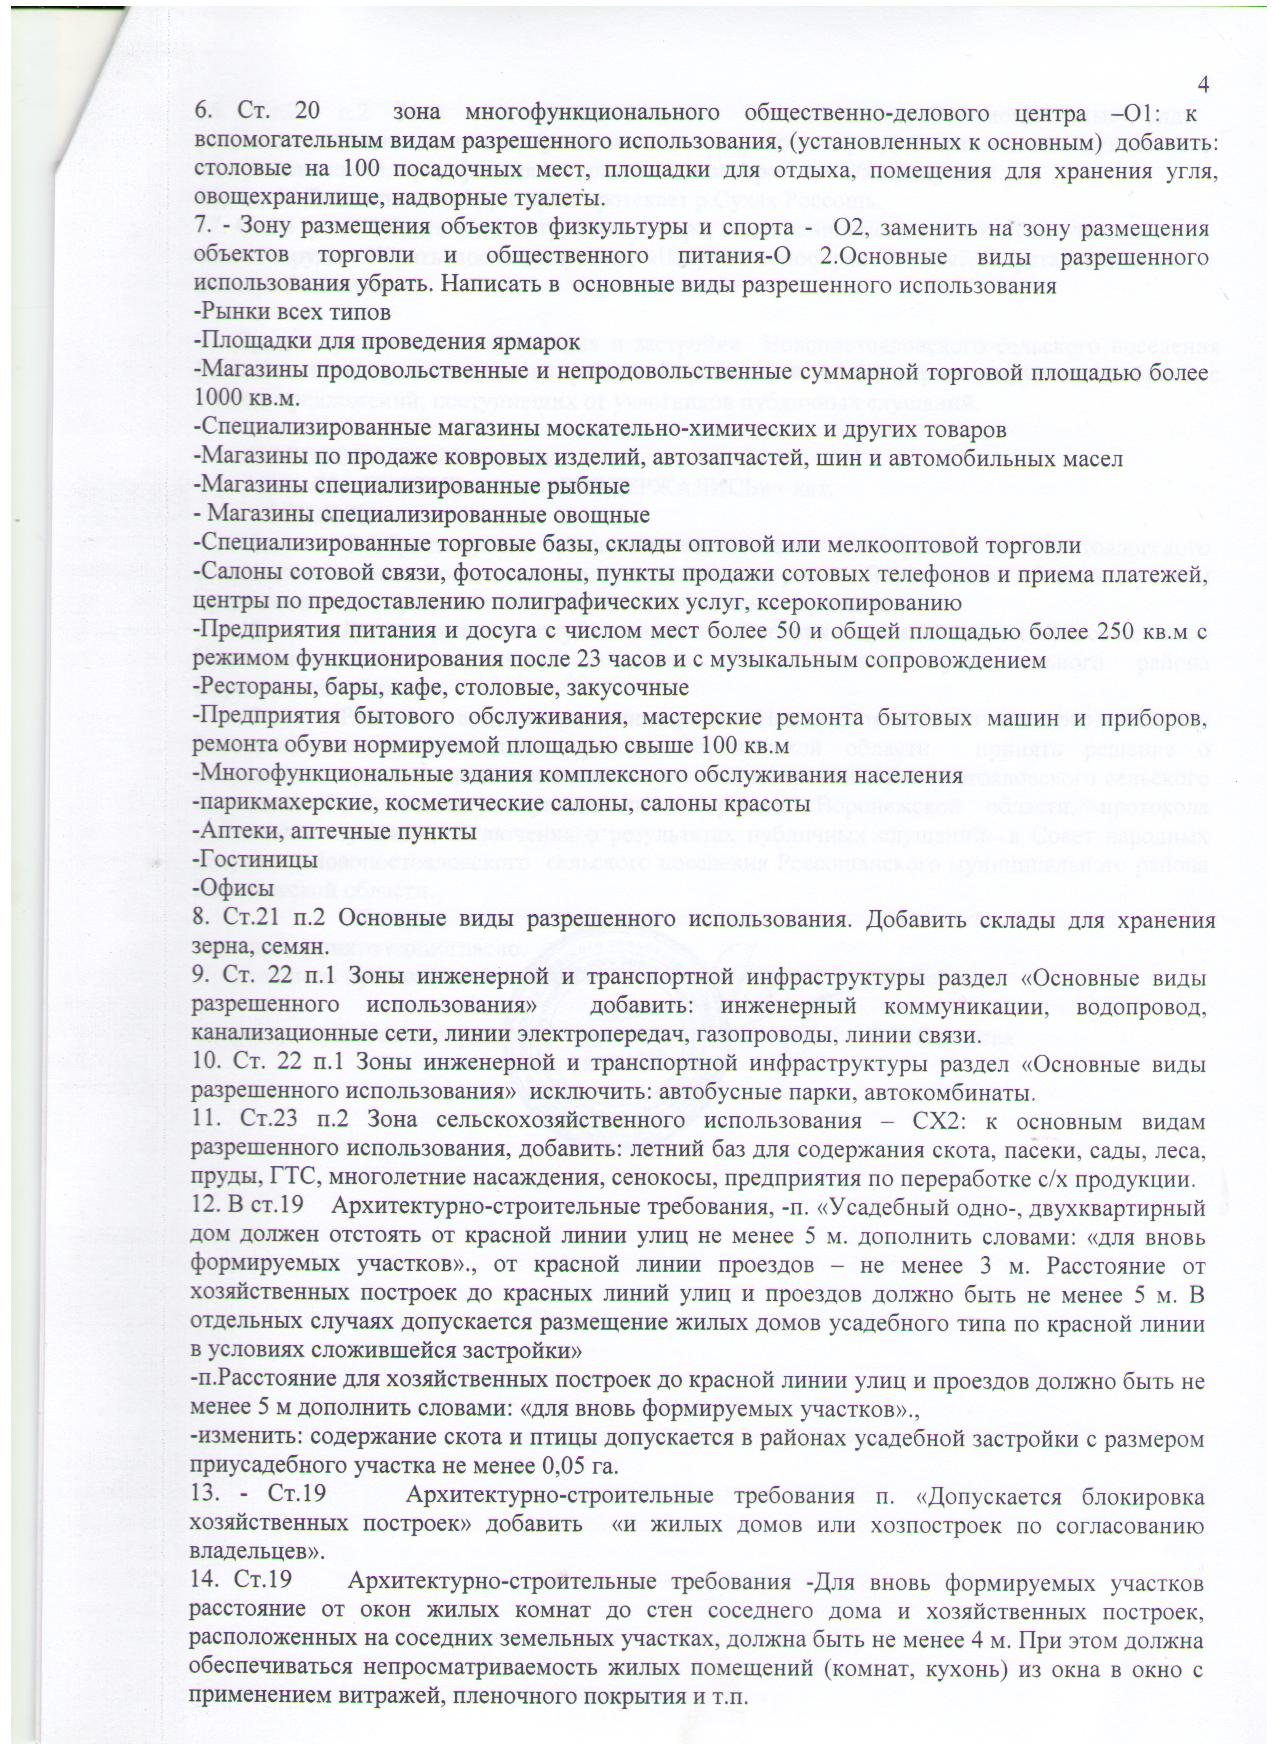 4
6. Ст. 20 зона многофункционального общественно-делового центра –О1: к
вспомогательным видам разрешенного использования, (установленных к основным) добавить:
столовые на 100 посадочных мест, площадки для отдыха, помещения для хранения угля,
овощехранилище, надворные туалеты.
7. - Зону размещения объектов физкультуры и спорта - О2, заменить на зону размещения
объектов торговли и общественного питания-О 2.Основные виды разрешенного
использования убрать. Написать в основные виды разрешенного использования
-Рынки всех типов
-Площадки для проведения ярмарок
-Магазины продовольственные и непродовольственные суммарной торговой площадью более
1000 кв.м.
-Специализированные магазины москательно-химических и других товаров
-Магазины по продаже ковровых изделий, автозапчастей, шин и автомобильных масел
-Магазины специализированные рыбные
- Магазины специализированные овощные
-Специализированные торговые базы, склады оптовой или мелкооптовой торговли
-Салоны сотовой связи, фотосалоны, пункты продажи сотовых телефонов и приема платежей,
центры по предоставлению полиграфических услуг, ксерокопированию
-Предприятия питания и досуга с числом мест более 50 и общей площадью более 250 кв.м с
режимом функционирования после 23 часов и с музыкальным сопровождением
-Рестораны, бары, кафе, столовые, закусочные
-Предприятия бытового обслуживания, мастерские ремонта бытовых машин и приборов,
ремонта обуви нормируемой площадью свыше 100 кв.м
-Многофункциональные здания комплексного обслуживания населения
-парикмахерские, косметические салоны, салоны красоты
-Аптеки, аптечные пункты
-Гостиницы
-Офисы
8. Ст.21 п.2 Основные виды разрешенного использования. Добавить склады для хранения
зерна, семян.
9. Ст. 22 п.1 Зоны инженерной и транспортной инфраструктуры раздел «Основные виды
разрешенного использования» добавить: инженерный коммуникации, водопровод,
канализационные сети, линии электропередач, газопроводы, линии связи.
10. Ст. 22 п.1 Зоны инженерной и транспортной инфраструктуры раздел «Основные виды
разрешенного использования» исключить: автобусные парки, автокомбинаты.
11. Ст.23 п.2 Зона сельскохозяйственного использования – СХ2: к основным видам
разрешенного использования, добавить: летний баз для содержания скота, пасеки, сады, леса,
пруды, ГТС, многолетние насаждения, сенокосы, предприятия по переработке с/х продукции.
12. В ст.19 Архитектурно-строительные требования, -п. «Усадебный одно-, двухквартирный
дом должен отстоять от красной линии улиц не менее 5 м. дополнить словами: «для вновь
формируемых участков»., от красной линии проездов – не менее 3 м. Расстояние от
хозяйственных построек до красных линий улиц и проездов должно быть не менее 5 м. В
отдельных случаях допускается размещение жилых домов усадебного типа по красной линии
в условиях сложившейся застройки»
-п.Расстояние для хозяйственных построек до красной линии улиц и проездов должно быть не
менее 5 м дополнить словами: «для вновь формируемых участков».,
-изменить: содержание скота и птицы допускается в районах усадебной застройки с размером
приусадебного участка не менее 0,05 га.
13. - Ст.19 Архитектурно-строительные требования п. «Допускается блокировка
хозяйственных построек» добавить «и жилых домов или хозпостроек по согласованию
владельцев».
14. Ст.19 Архитектурно-строительные требования -Для вновь формируемых участков
расстояние от окон жилых комнат до стен соседнего дома и хозяйственных построек,
расположенных на соседних земельных участках, должна быть не менее 4 м. При этом должна
обеспечиваться непросматриваемость жилых помещений (комнат, кухонь) из окна в окно с
применением витражей, пленочного покрытия и т.п.